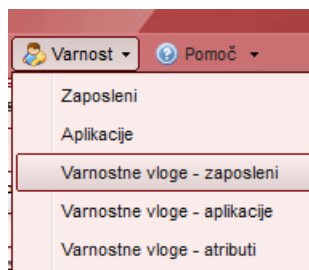 Varnost Pomoč
Zaposleni
Aplikacije
Varnostne vloge - zaposleni
Varnostne vloge - aplikacije
Varnostne vloge - atributi